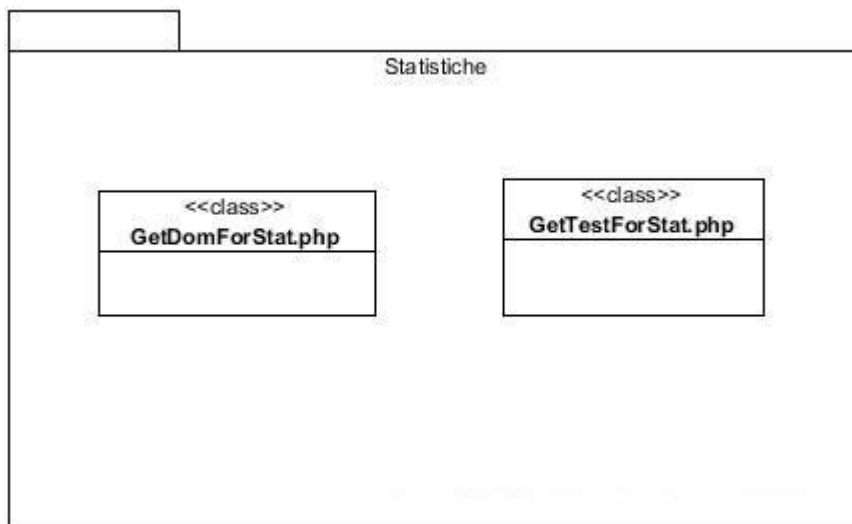 Statistiche
<<class>>
GetDomForStat.php
<<class>>
GetTestForStat.php